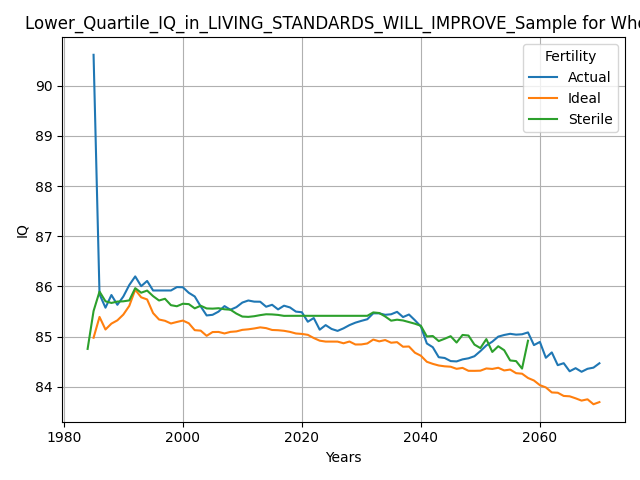 Lower_Quartile_IQ_in_LIVING_STANDARDS_WILL_IMPROVE_Sample for Who
Fertility
Actual
Ideal
Sterile
90
89
88
87
86
85
84
IQ
1980
2000
2020
2040
2060
Years